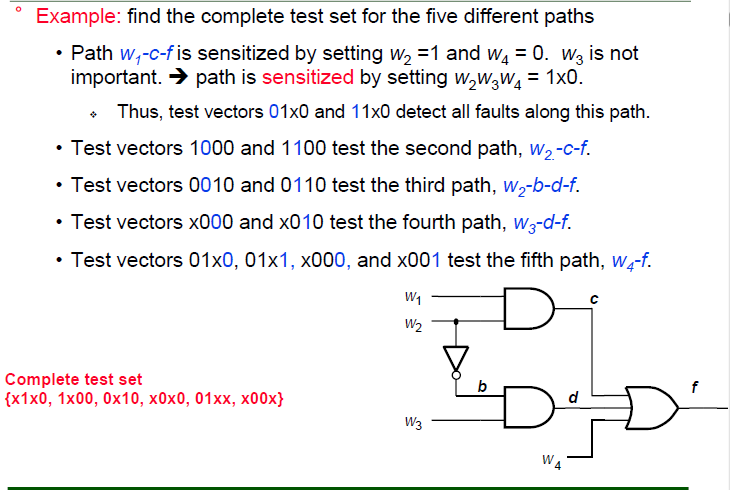 ° Example: find the complete test set for the five different paths
• Path w₁-c-f is sensitized by setting w₂ =1 and w₄ = 0. w₃ is not
important. ➔ path is sensitized by setting w₂w₃w₄ = 1x0.
❖ Thus, test vectors 01x0 and 11x0 detect all faults along this path.
• Test vectors 1000 and 1100 test the second path, w₂-c-f.
• Test vectors 0010 and 0110 test the third path, w₂-b-d-f.
• Test vectors x000 and x010 test the fourth path, w₃-d-f.
• Test vectors 01x0, 01x1, x000, and x001 test the fifth path, w₄-f.
w₁
c
w₂
Complete test set
{x1x0, 1x00, 0x10, x0x0, 01xx, x00x}
b
d
f
w₃
w₄